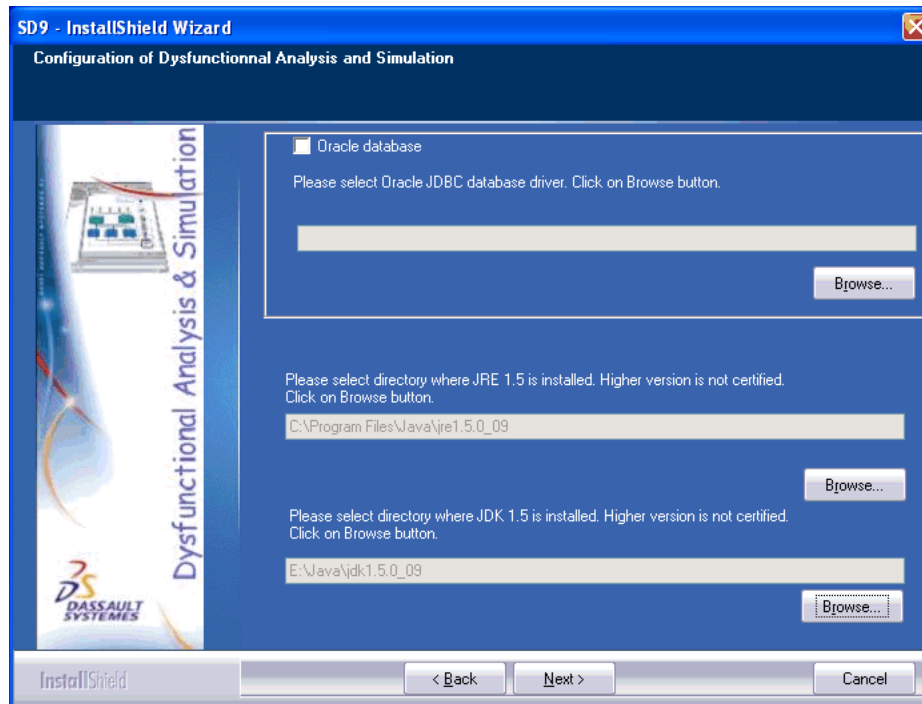 SD9 - InstallShield Wizard
Configuration of Dysfunctionnal Analysis and Simulation
Dysfunctional Analysis & Simulation
Oracle database
Please select Oracle JDBC database driver. Click on Browse button.
Browse...
Please select directory where JRE 1.5 is installed. Higher version is not certified.
Click on Browse button.
C:\Program Files\Java\jre1.5.0_09
Browse...
Please select directory where JDK 1.5 is installed. Higher version is not certified.
Click on Browse button.
E:\Java\jdk1.5.0_09
Browse...
DASSAULT
SYSTEMES
InstallShield
< Back
Next >
Cancel